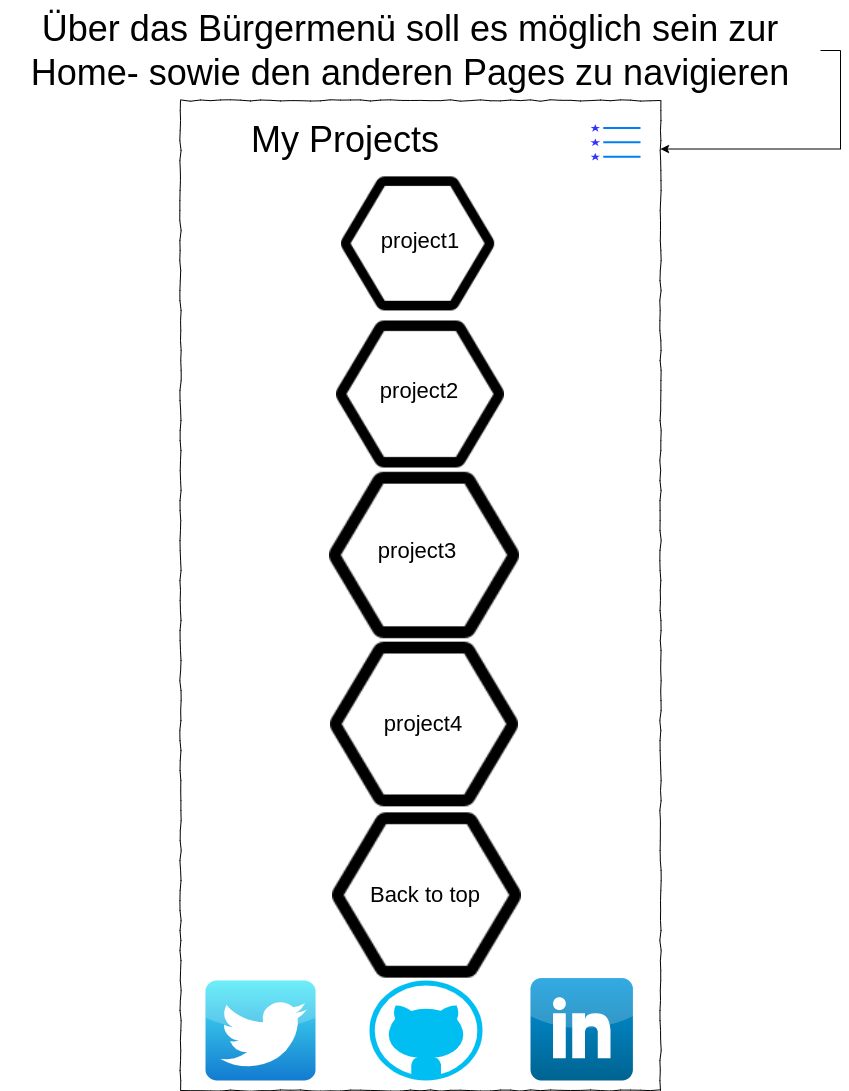 Über das Bürgermenü soll es möglich sein zur
Home- sowie den anderen Pages zu navigieren
My Projects
project1
project2
project3
project4
Back to top
in